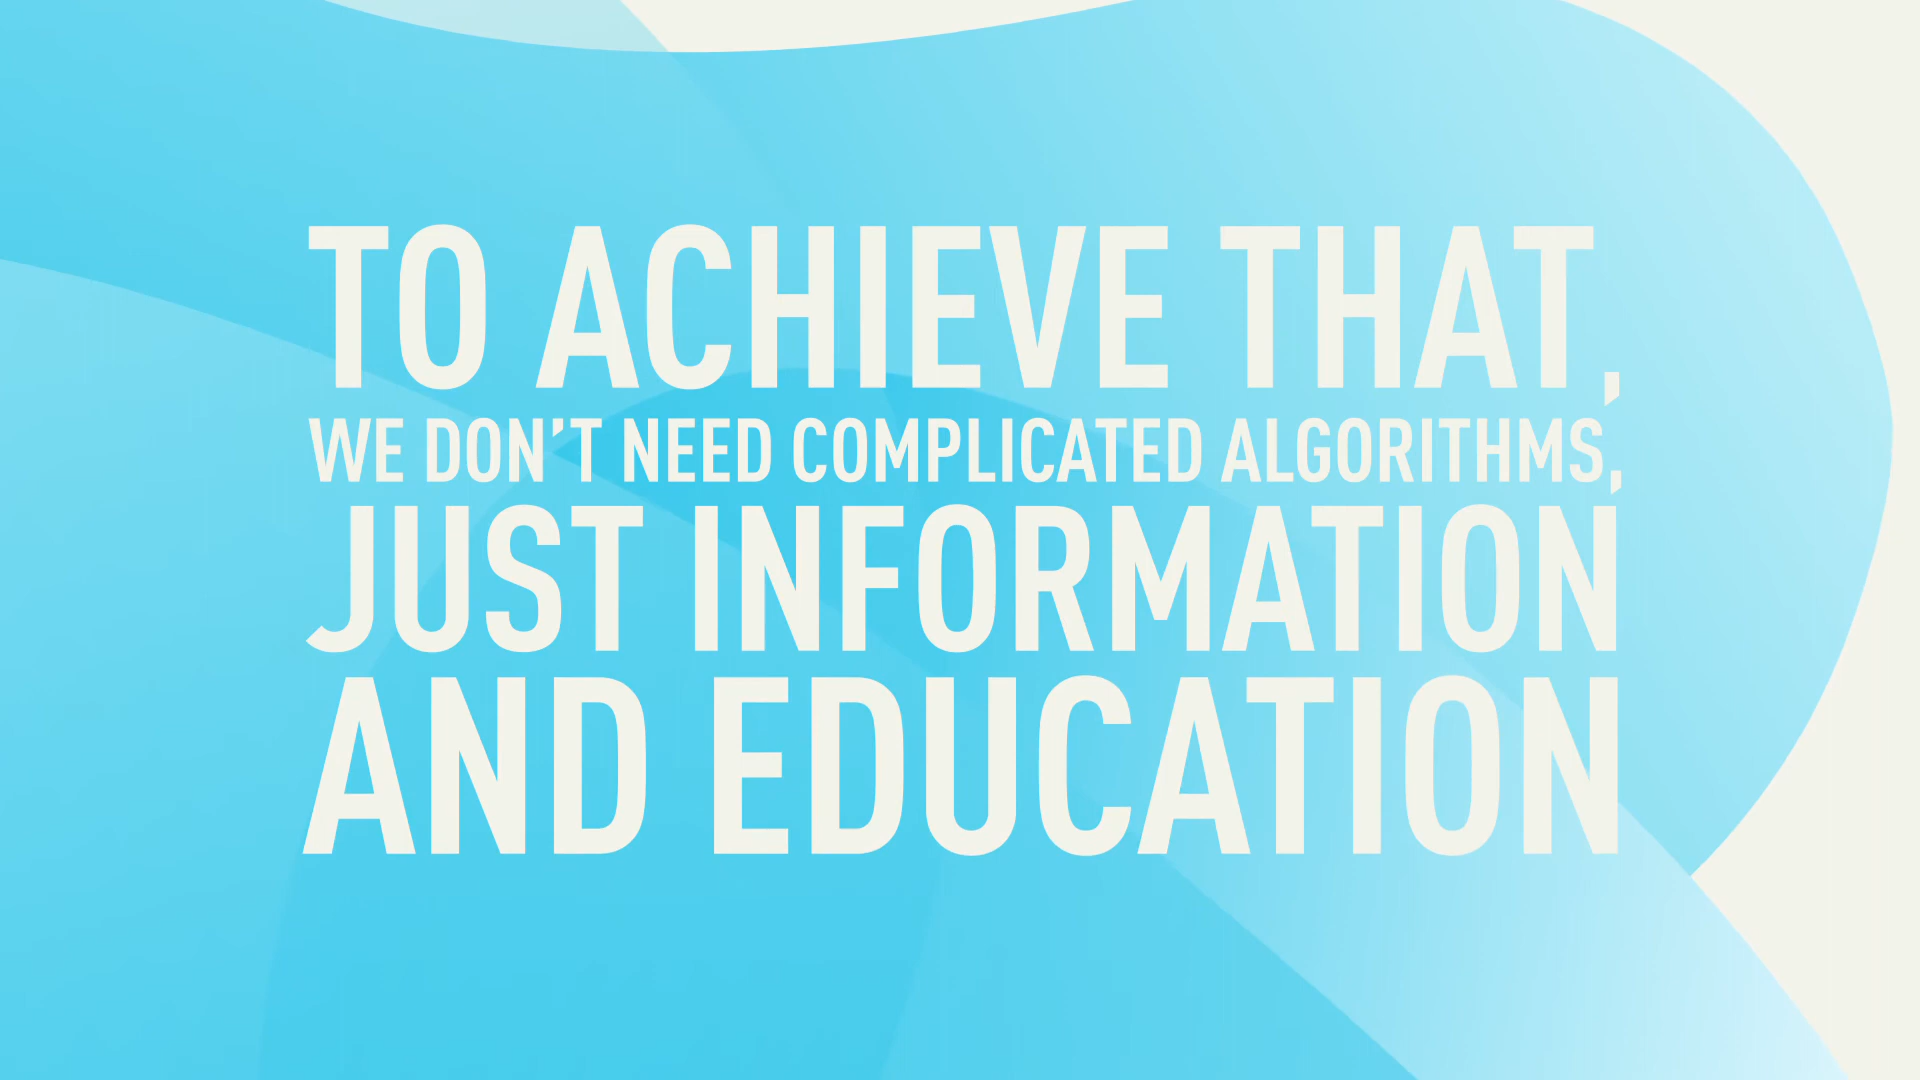 TO ACHIEVE THAT,
WE DON’T NEED COMPLICATED ALGORITHMS,
JUST INFORMATION
AND EDUCATION